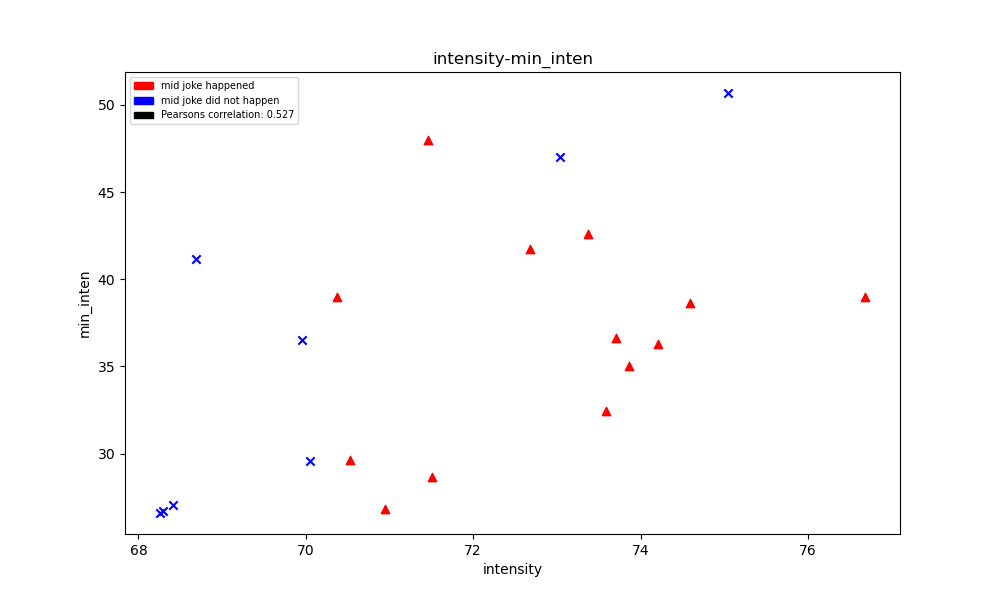 intensity-min_inten
mid joke happened
mid joke did not happen
Pearsons correlation: 0.527
50
45
40
35
30
min_inten
68
70
72
74
76
intensity